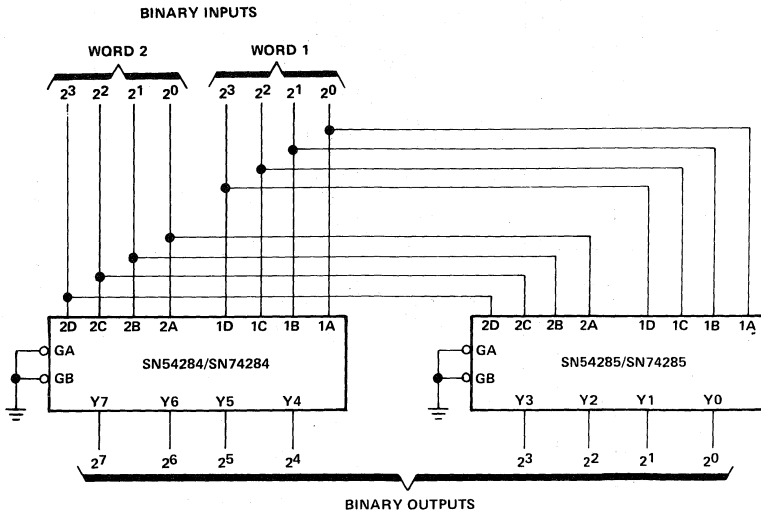 BINARY INPUTS
WORD 2 WORD 1
2³ 2² 2¹ 2⁰ 2³ 2² 2¹ 2⁰
2D 2C 2B 2A 1D 1C 1B 1A 2D 2C 2B 2A 1D 1C 1B 1A
GA SN54284/SN74284 GA SN54285/SN74285
GB GB
Y7 Y6 Y5 Y4 Y3 Y2 Y1 Y0
2⁷ 2⁶ 2⁵ 2⁴ 2³ 2² 2¹ 2⁰
BINARY OUTPUTS